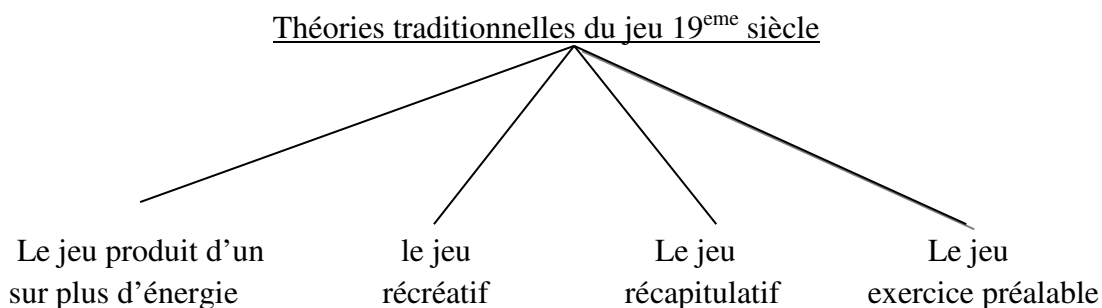 Théories traditionnelles du jeu 19eme siècle
Le jeu produit d’un
sur plus d’énergie
le jeu
récréatif
Le jeu
récapitulatif
Le jeu
exercice préalable